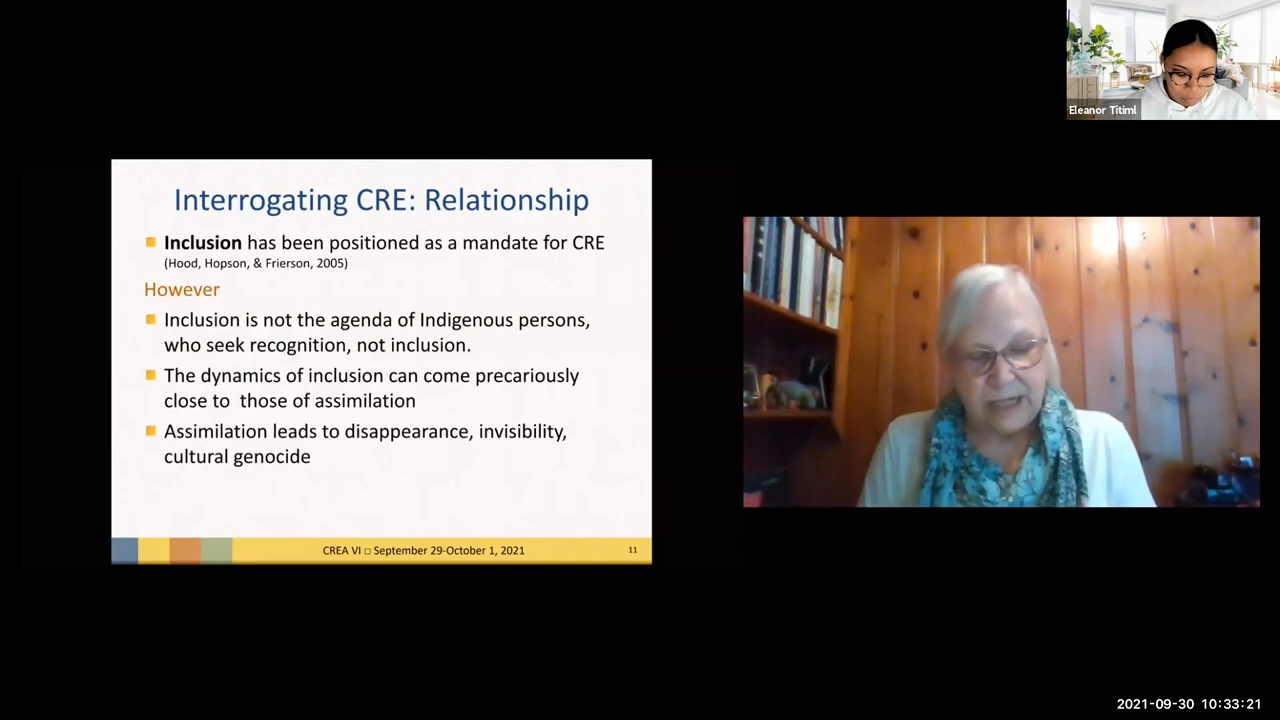 Eleanor Titiml
Interrogating CRE: Relationship
Inclusion has been positioned as a mandate for CRE
(Hood, Hopson, & Frierson, 2005)
However
Inclusion is not the agenda of Indigenous persons,
who seek recognition, not inclusion.
The dynamics of inclusion can come precariously
close to  those of assimilation
Assimilation leads to disappearance, invisibility,
cultural genocide
CREA VI □ September 29-October 1, 2021
11
2021-09-30 10:33:21